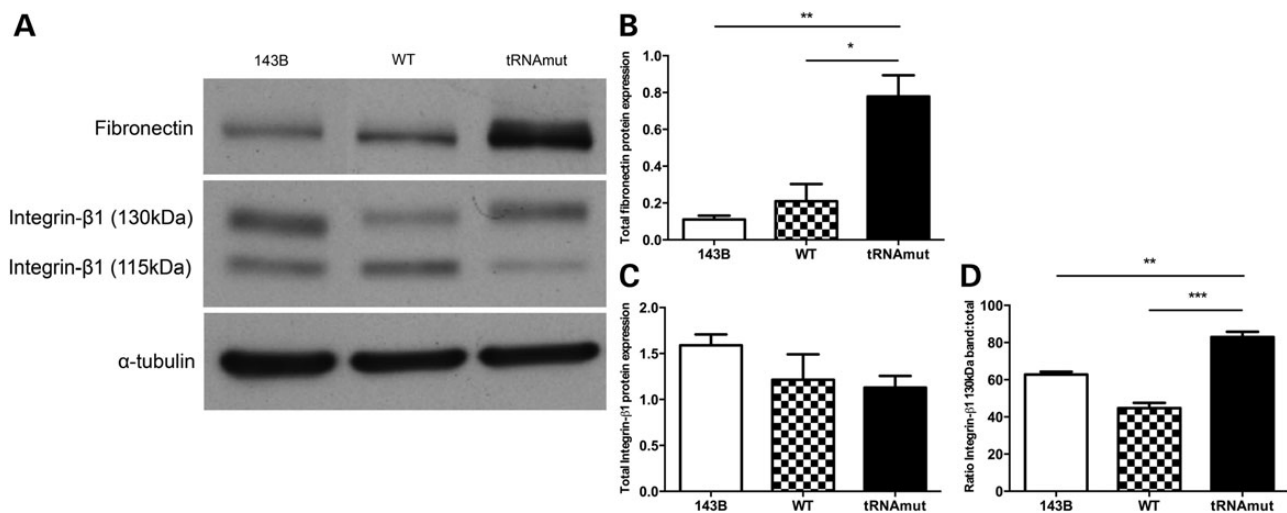 A
143B WT tRNAmut
Fibronectin
Integrin-β1 (130kDa)
Integrin-β1 (115kDa)
α-tubulin
B
**
*
Total fibronectin protein expression
1.0
0.8
0.6
0.4
0.2
0.0
143B WT tRNAmut
C
Total Integrin-β1 protein expression
2.0
1.5
1.0
0.5
0.0
143B WT tRNAmut
D
**
***
Ratio Integrin-β1 130kDa band:total
100
80
60
40
20
0
143B WT tRNAmut